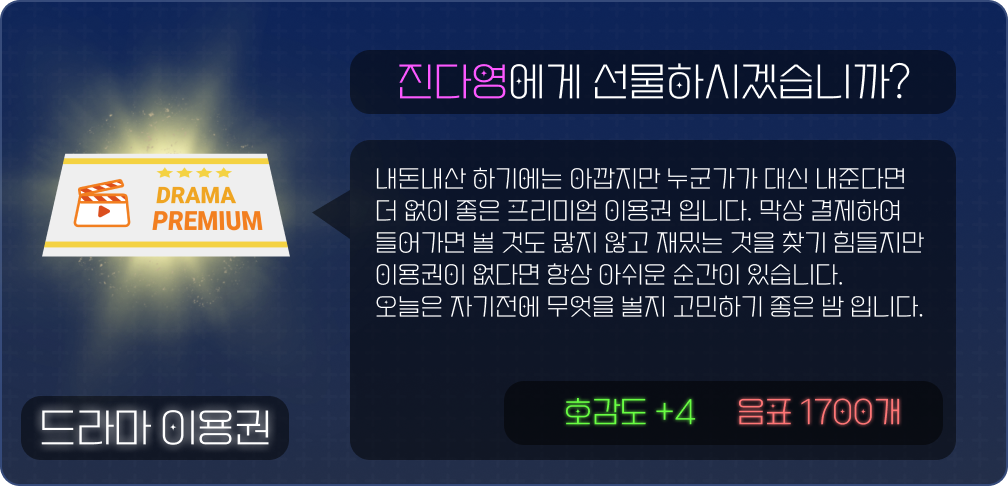 진다영에게 선물하시겠습니까?
DRAMA
PREMIUM
내돈내산 하기에는 아깝지만 누군가가 대신 내준다면
더 없이 좋은 프리미엄 이용권 입니다. 막상 결제하여
들어가면 볼 것도 많지 않고 재밌는 것을 찾기 힘들지만
이용권이 없다면 항상 아쉬운 순간이 있습니다.
오늘은 자기전에 무엇을 볼지 고민하기 좋은 밤 입니다.
드라마 이용권
호감도 +4 음표 1700개